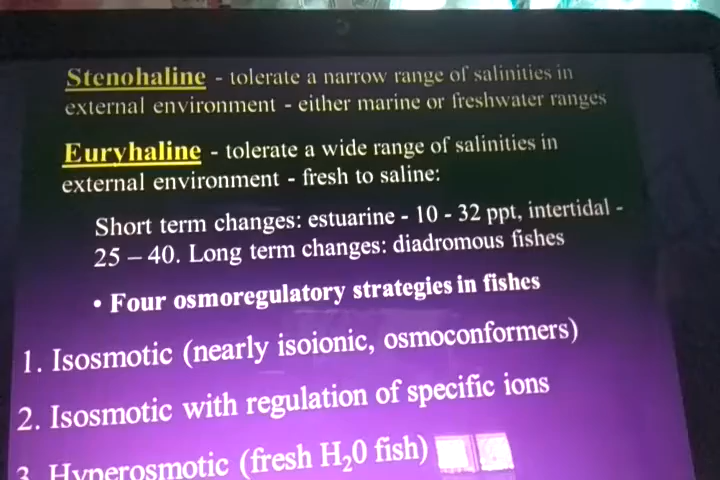 Stenohaline - tolerate a narrow range of salinities in
external environment - either marine or freshwater ranges
Euryhaline - tolerate a wide range of salinities in
external environment - fresh to saline:
Short term changes: estuarine - 10 - 32 ppt, intertidal -
25 – 40. Long term changes: diadromous fishes
• Four osmoregulatory strategies in fishes
1. Isosmotic (nearly isoionic, osmoconformers)
2. Isosmotic with regulation of specific ions
3. Hyperosmotic (fresh H₂0 fish)